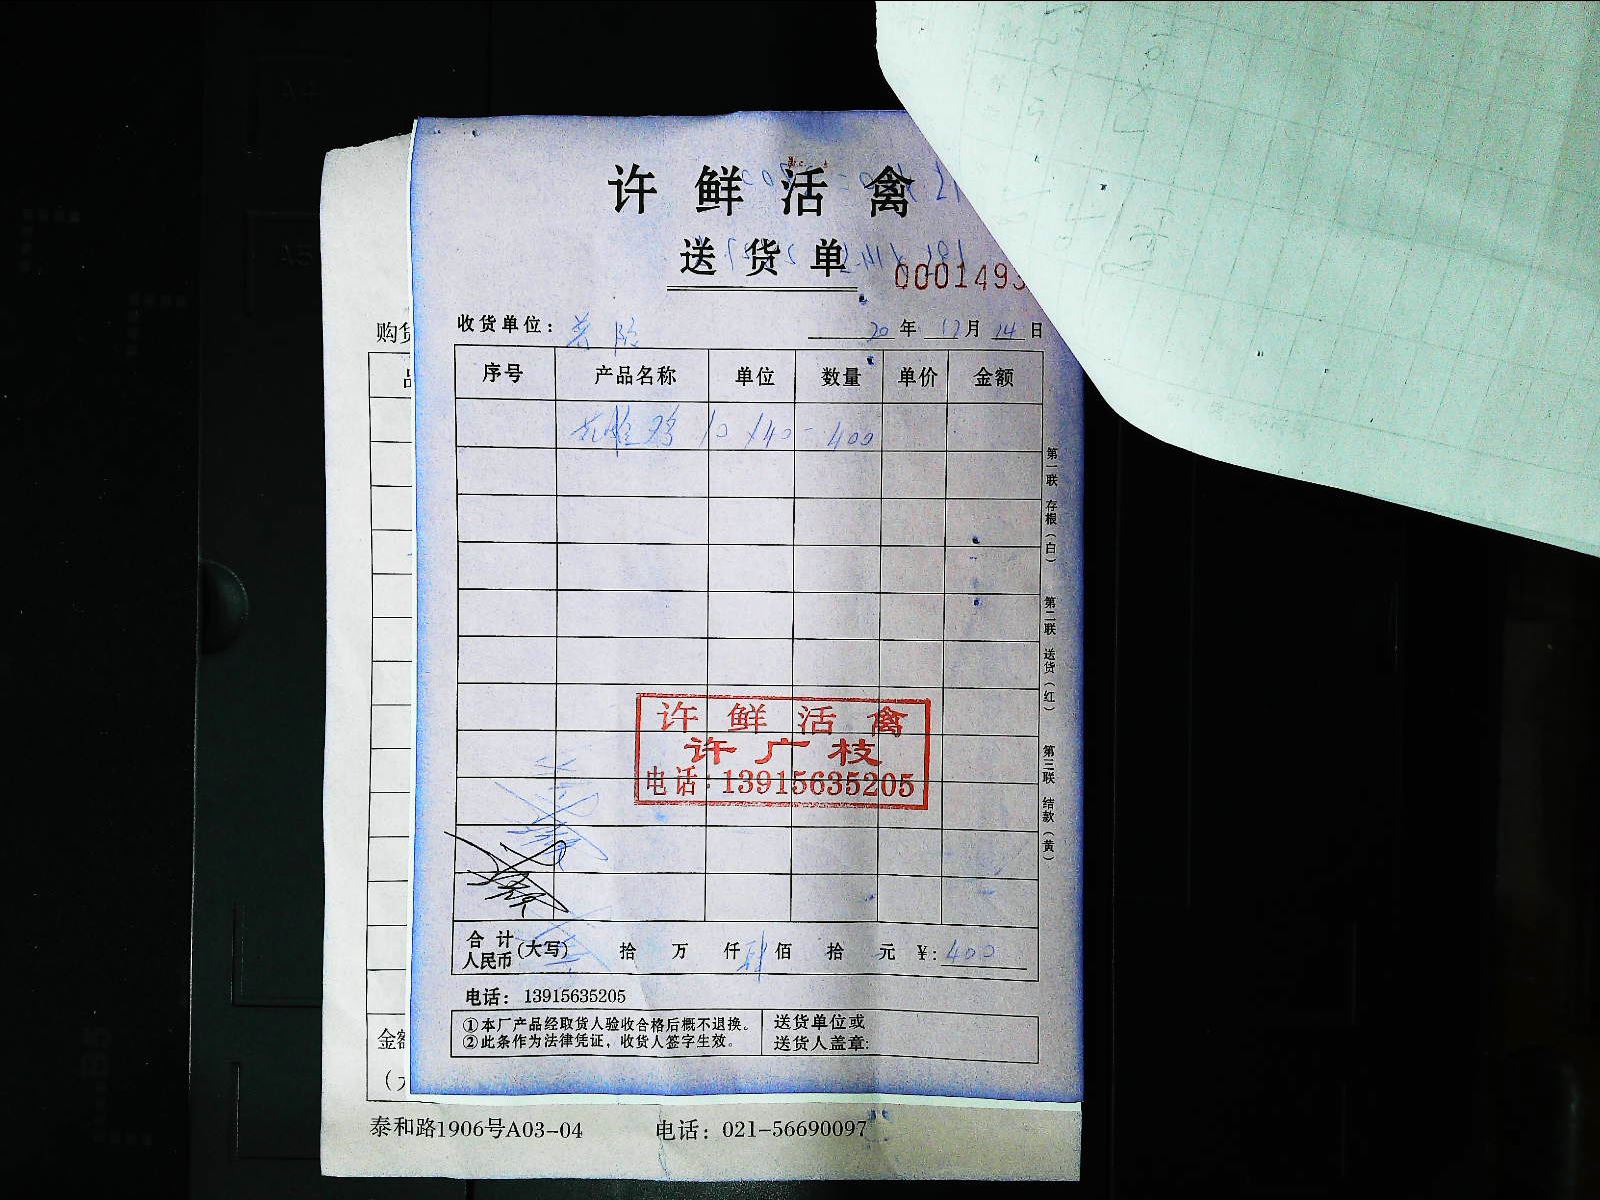 许鲜活禽
送货单
000149
购货
收货单位：
20年12月14日
序号 产品名称 单位 数量 单价 金额
10 X40=400
第一联 存根（白）
第二联 送货（红）
第三联 结款（黄）
许鲜活禽
许广枝
电话：13915635205
合计人民币(大写) 拾 万 仟 肆佰 拾 元 ¥:400
电话： 13915635205
①本厂产品经取货人验收合格后概不退换。
②此条作为法律凭证，收货人签字生效。
送货单位或
送货人盖章:
泰和路1906号A03-04 电话：021-56690097